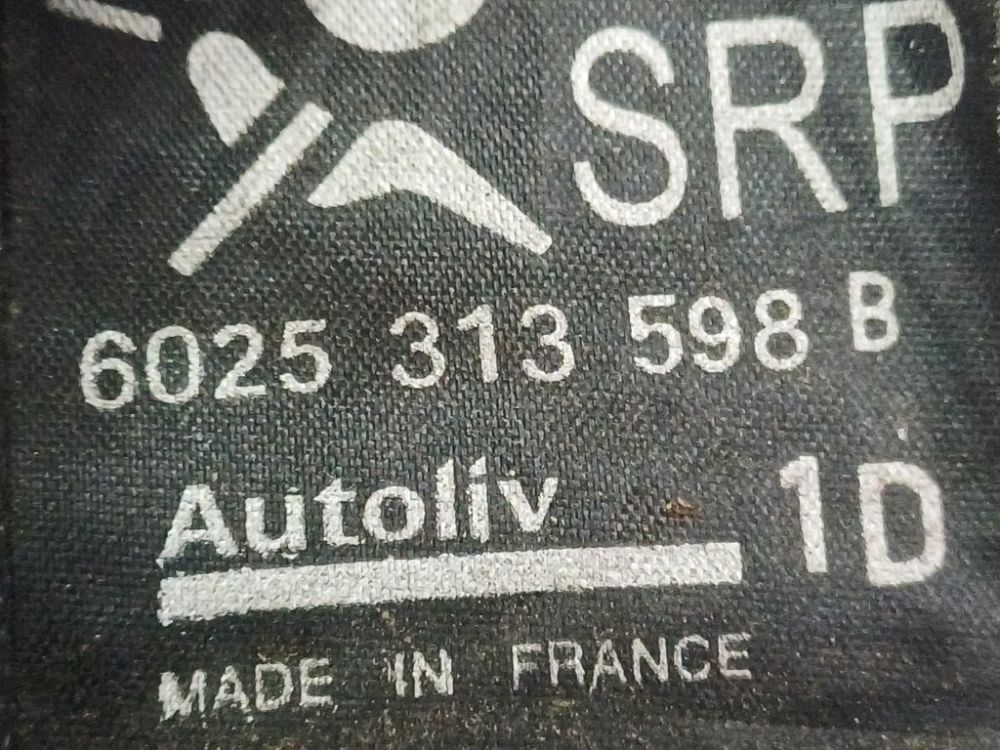 SRP
6025 313 598 B
Autoliv 1D
MADE IN FRANCE